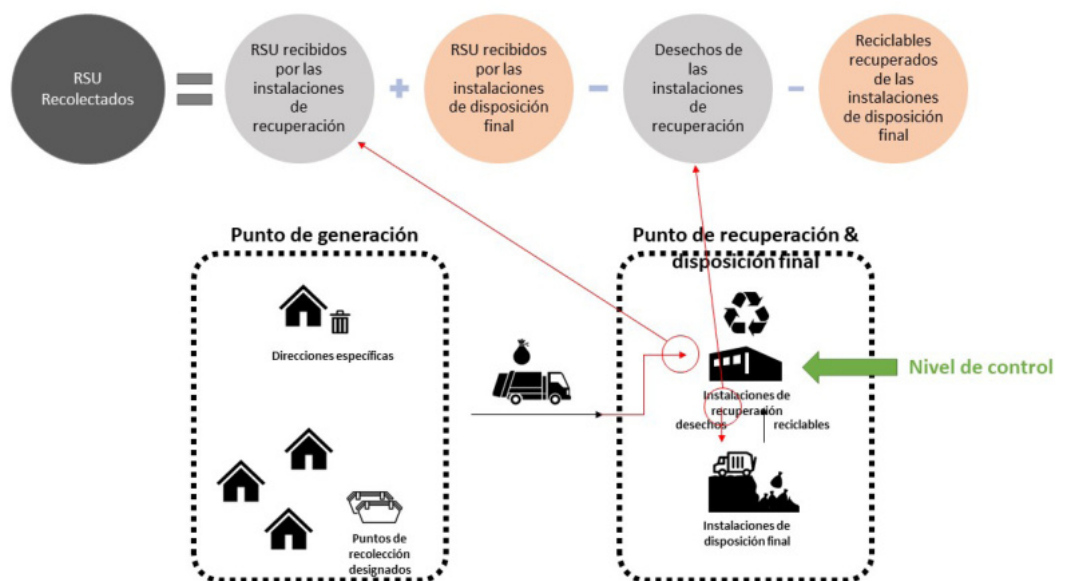 RSU
Recolectados
RSU recibidos
por las
instalaciones
de
recuperación
RSU recibidos
por las
instalaciones
de disposición
final
Desechos de
las
instalaciones
de
recuperación
Reciclables
recuperados
de las
instalaciones
de disposición
final
Punto de generación
Direcciones específicas
Puntos de
recolección
designados
Punto de recuperación &
disposición final
Instalaciones de
recuperación
desechos
reciclables
Instalaciones de
disposición final
Nivel de control